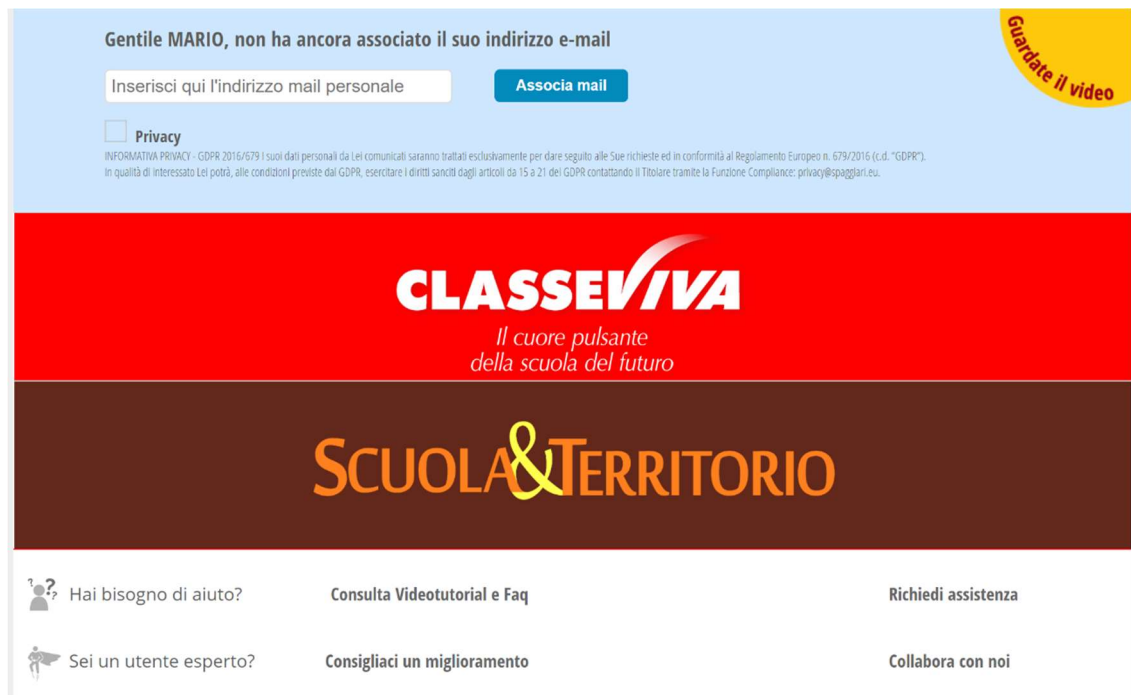 Gentile MARIO, non ha ancora associato il suo indirizzo e-mail
Guardate il video
Inserisci qui l'indirizzo mail personale
Associa mail
Privacy
INFORMATIVA PRIVACY - GDPR 2016/679 I suoi dati personali da Lei comunicati saranno trattati esclusivamente per dare seguito alle Sue richieste ed in conformità al Regolamento Europeo n. 679/2016 (c.d. "GDPR").
In qualità di interessato Lei potrà, alle condizioni previste dal GDPR, esercitare i diritti sanciti dagli articoli da 15 a 21 del GDPR contattando il Titolare tramite la Funzione Compliance: privacy@spaggiari.eu.
CLASSEVIVA
Il cuore pulsante
della scuola del futuro
SCUOLA&TERRITORIO
??? Hai bisogno di aiuto? Consulta Videotutorial e Faq Richiedi assistenza
Sei un utente esperto? Consigliaci un miglioramento Collabora con noi